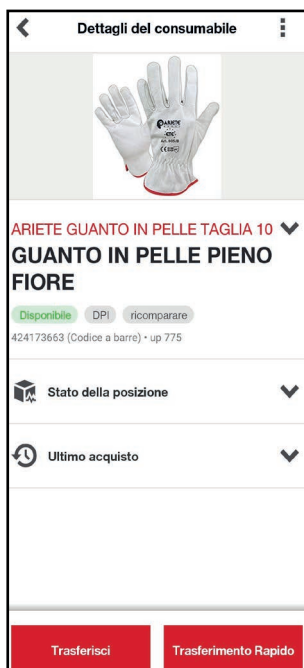 Dettagli del consumabile
ARIETE
ARIETE GUANTO IN PELLE TAGLIA 10
GUANTO IN PELLE PIENO
FIORE
Disponibile DPI ricomparare
424173663 (Codice a barre) • up 775
Stato della posizione
Ultimo acquisto
Trasferisci Trasferimento Rapido